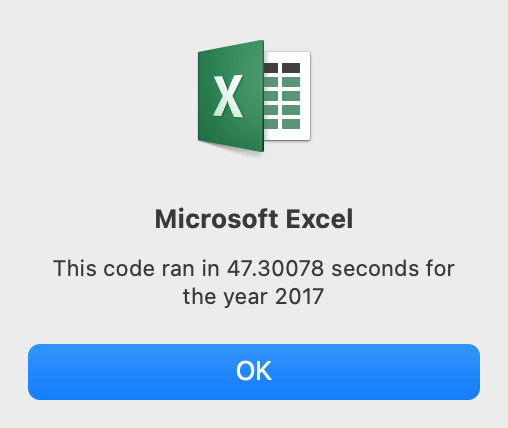 X
Microsoft Excel
This code ran in 47.30078 seconds for
the year 2017
OK